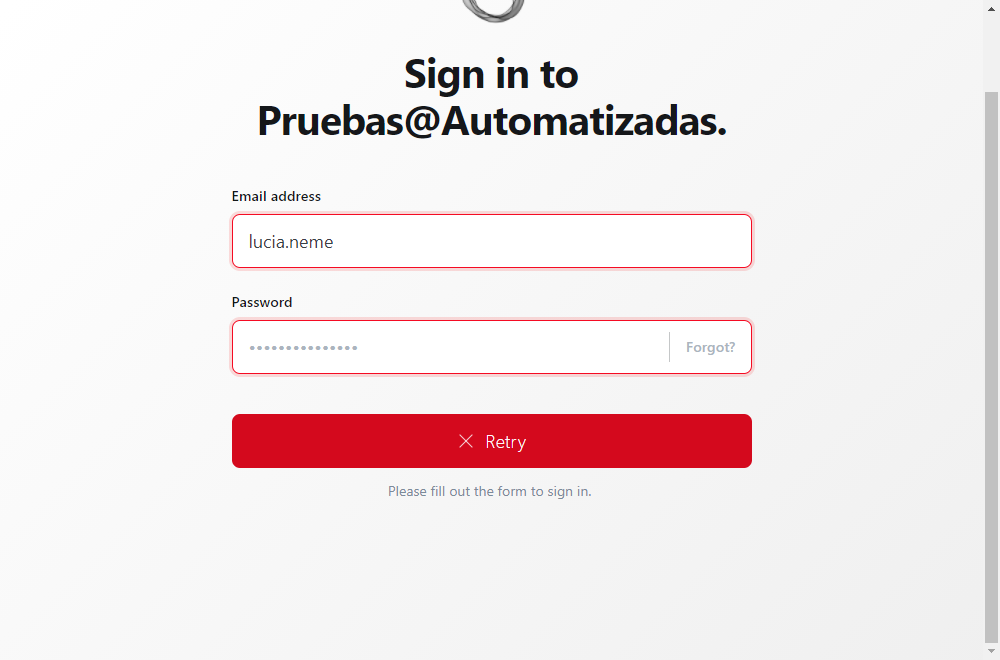 Sign in to
Pruebas@Automatizadas.
Email address
lucia.neme
Password
•••••••••••••••
Forgot?
Retry
Please fill out the form to sign in.